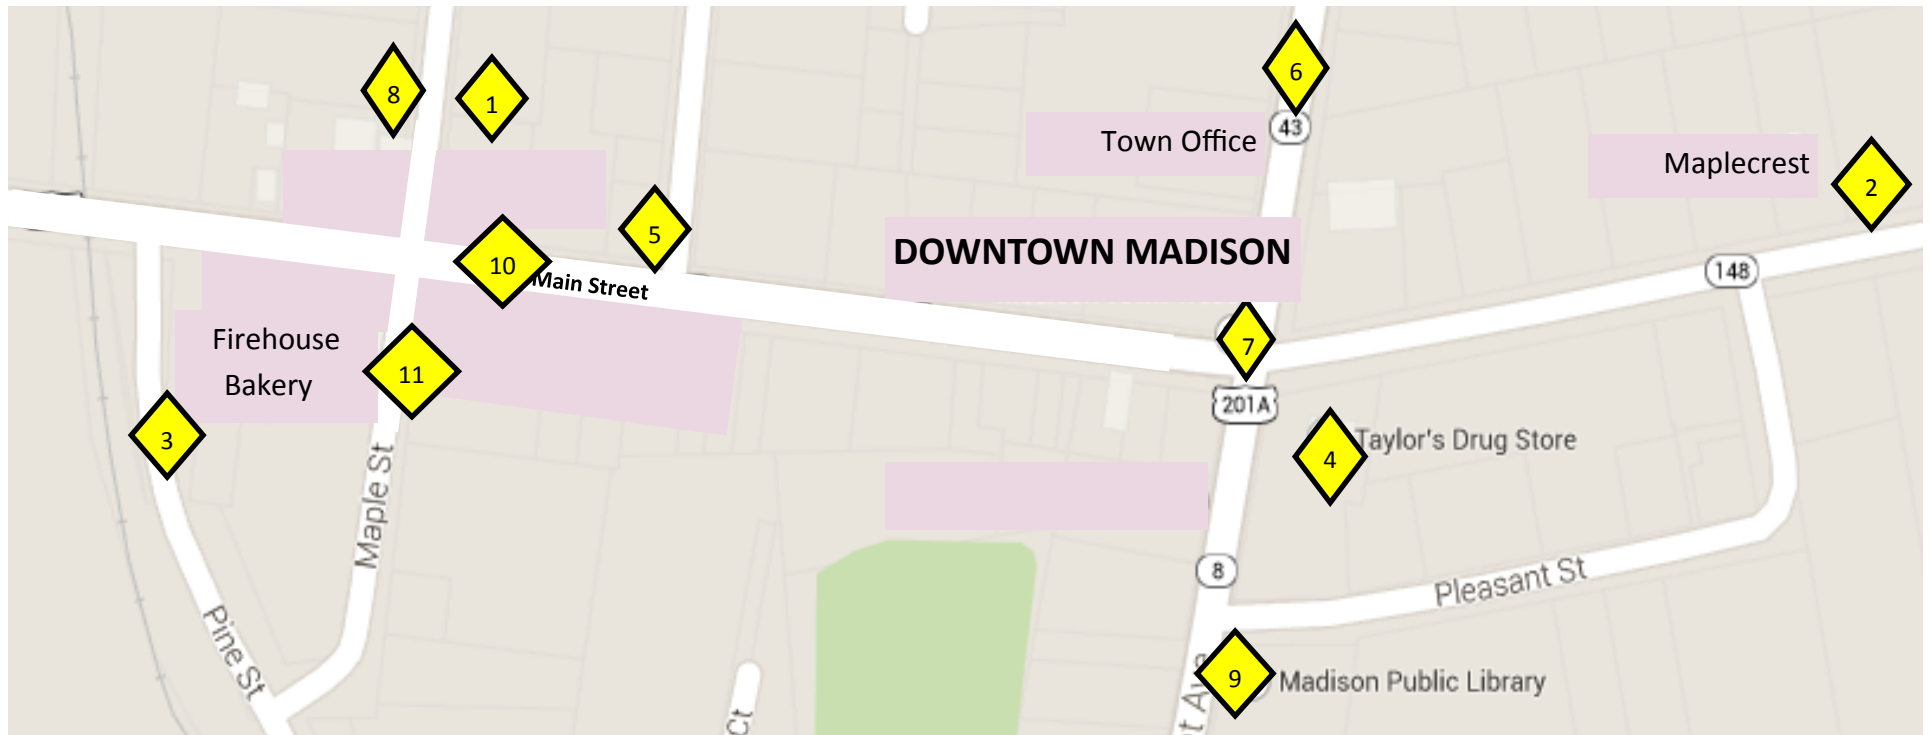 6
8
1
43
Town Office
Maplecrest
2
5
DOWNTOWN MADISON
10
Main Street
148
Firehouse
Bakery
11
7
201A
3
4
Taylor's Drug Store
Maple St
8
Pleasant St
Pine St
9
Madison Public Library
Ct